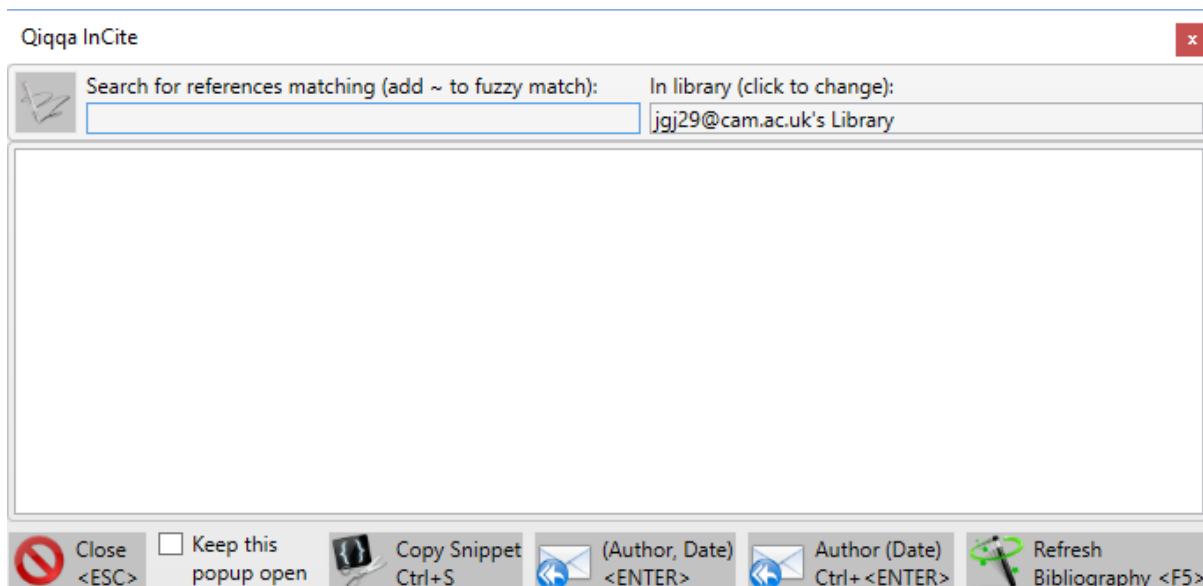 Qiqqa InCite
x
Search for references matching (add ~ to fuzzy match):
In library (click to change):
jgj29@cam.ac.uk's Library
Close
<ESC>
Keep this
popup open
Copy Snippet
Ctrl+S
(Author, Date)
<ENTER>
Author (Date)
Ctrl+<ENTER>
Refresh
Bibliography <F5>